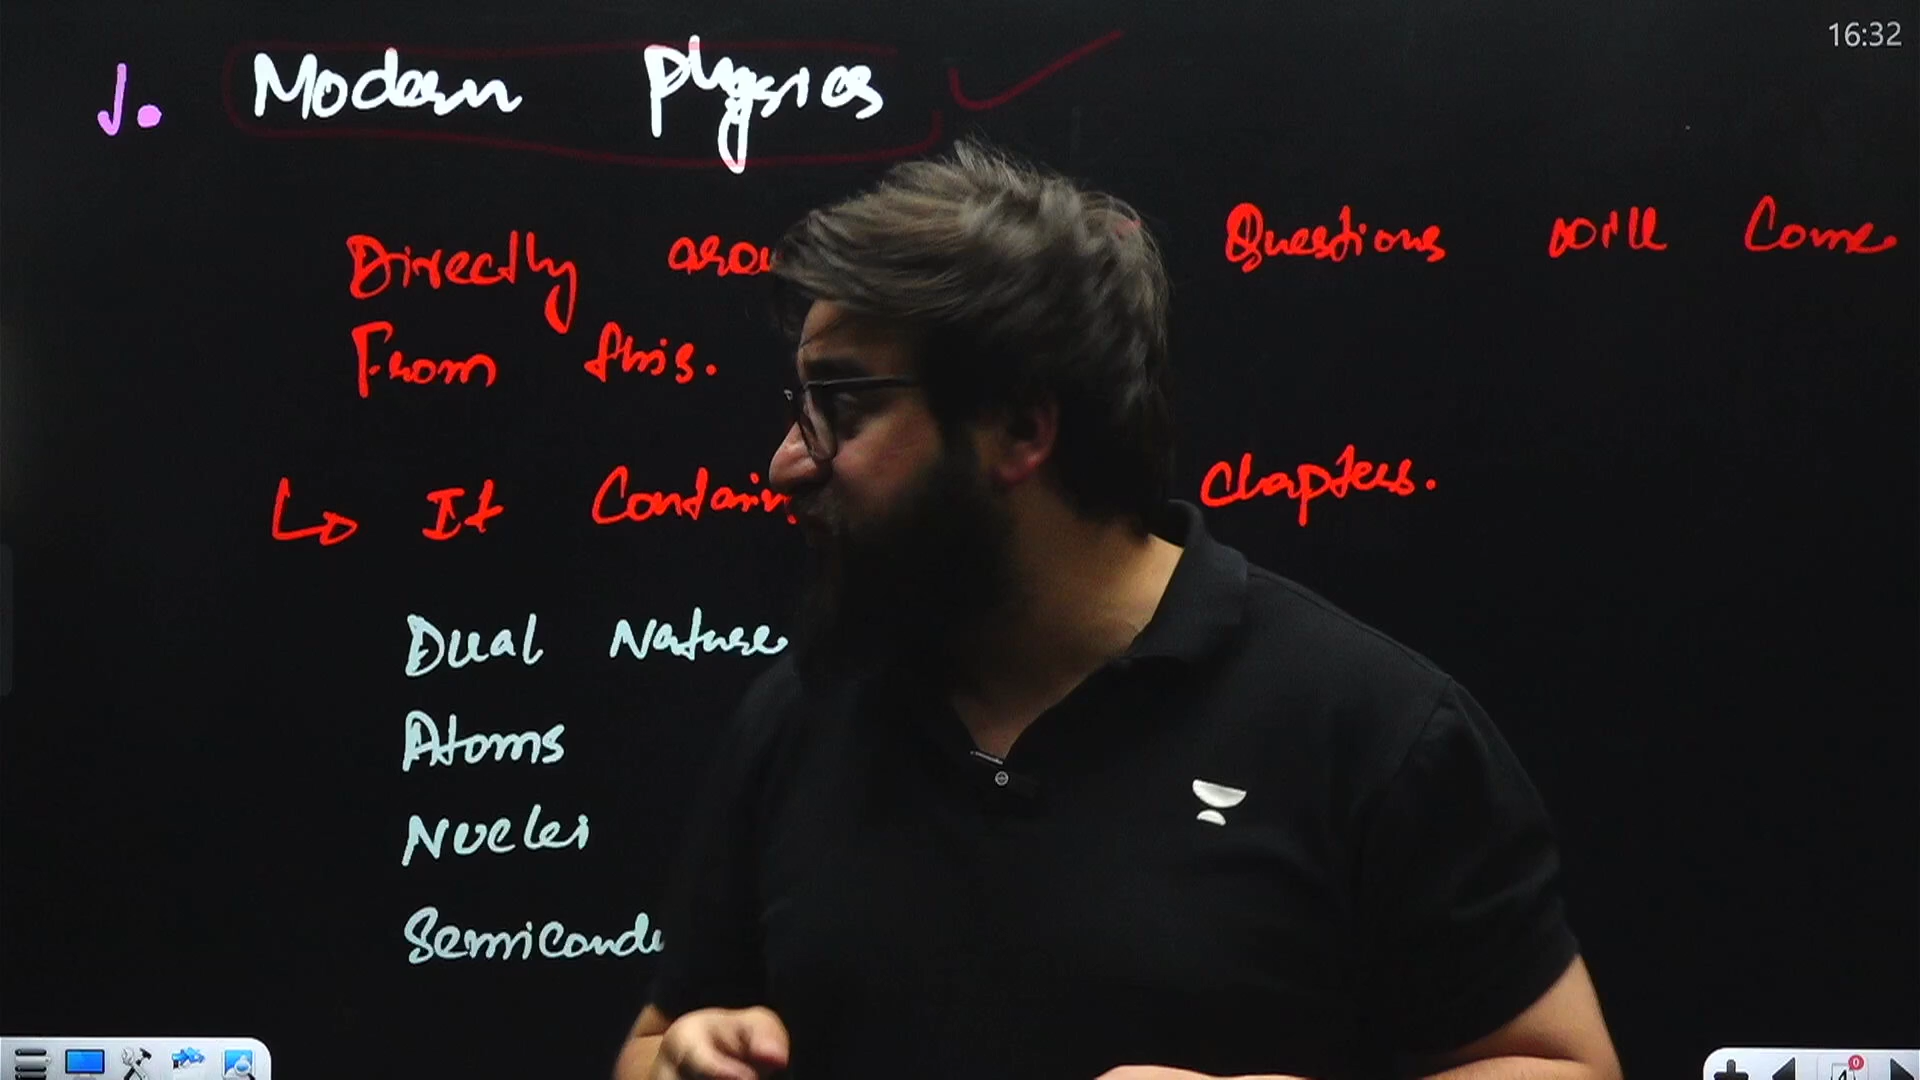 16:32
1. Modern Physics
Directly Questions will Come
From this.
It Chapters.
Dual Nature
Atoms
Nuclei